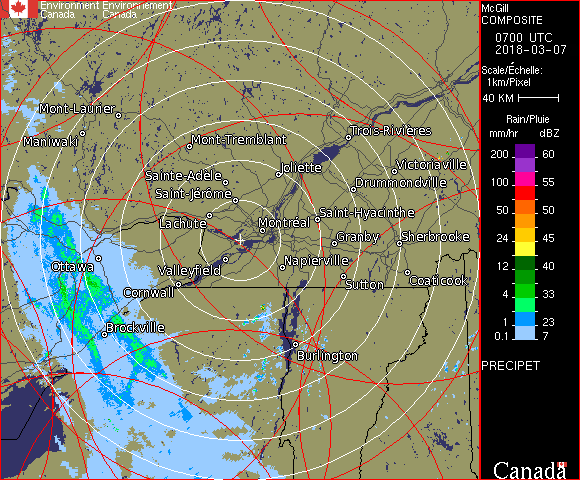 Environment Environnement
Canada Canada
McGill
COMPOSITE
0700 UTC
2018-03-07
Scale/Échelle:
1km/Pixel
40 KM
Rain/Pluie
mm/hr dBZ
200 60
100 55
50 50
24 45
12 40
4 33
1 23
0.1 7
PRECIPET
Canada
Mont-Laurier
Maniwaki
Mont-Tremblant
Trois-Rivières
Victoriaville
Joliette
Sainte-Adèle
Drummondville
Saint-Jérôme
Saint-Hyacinthe
Lachute
Montréal
Granby
Sherbrooke
Ottawa
Valleyfield
Napierville
Cornwall
Sutton
Coaticook
Brockville
Burlington